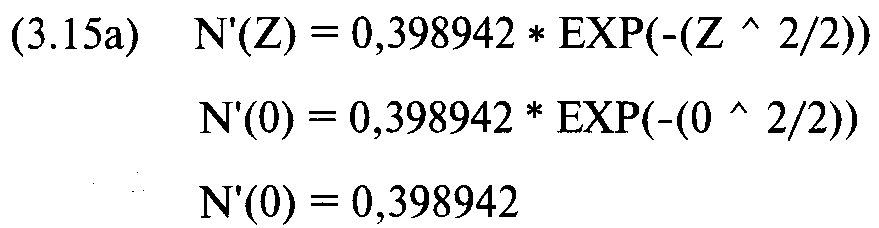 (3.15a) N'(Z) = 0,398942 * EXP(-(Z ^ 2/2))
N'(0) = 0,398942 * EXP(-(0 ^ 2/2))
N'(0) = 0,398942